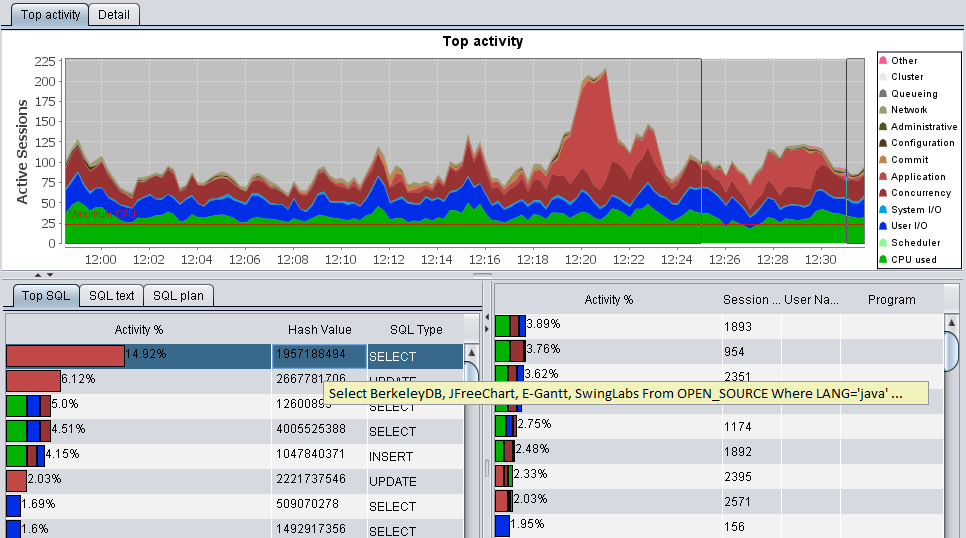 Top activity Detail
Top activity
Active Sessions
225
200
175
150
125
100
75
50
25
0
12:00 12:02 12:04 12:06 12:08 12:10 12:12 12:14 12:16 12:18 12:20 12:22 12:24 12:26 12:28 12:30
Other
Cluster
Queueing
Network
Administrative
Configuration
Commit
Application
Concurrency
System I/O
User I/O
Scheduler
CPU used
Top SQL SQL text SQL plan
Activity % Hash Value SQL Type
14.92% 1957188494 SELECT
6.12% 2667781706 UPDATE
5.0% 12600893 SELECT
4.51% 4005525388 SELECT
4.15% 1047840371 INSERT
2.03% 2221737546 UPDATE
1.69% 509070278 SELECT
1.6% 1492917356 SELECT
Select BerkeleyDB, JFreeChart, E-Gantt, SwingLabs From OPEN_SOURCE Where LANG='java' ...
Activity % Session ... User Na... Program
3.89% 1893
3.76% 954
3.62% 2351
2.75% 1174
2.48% 1892
2.33% 2395
2.03% 2571
1.95% 156